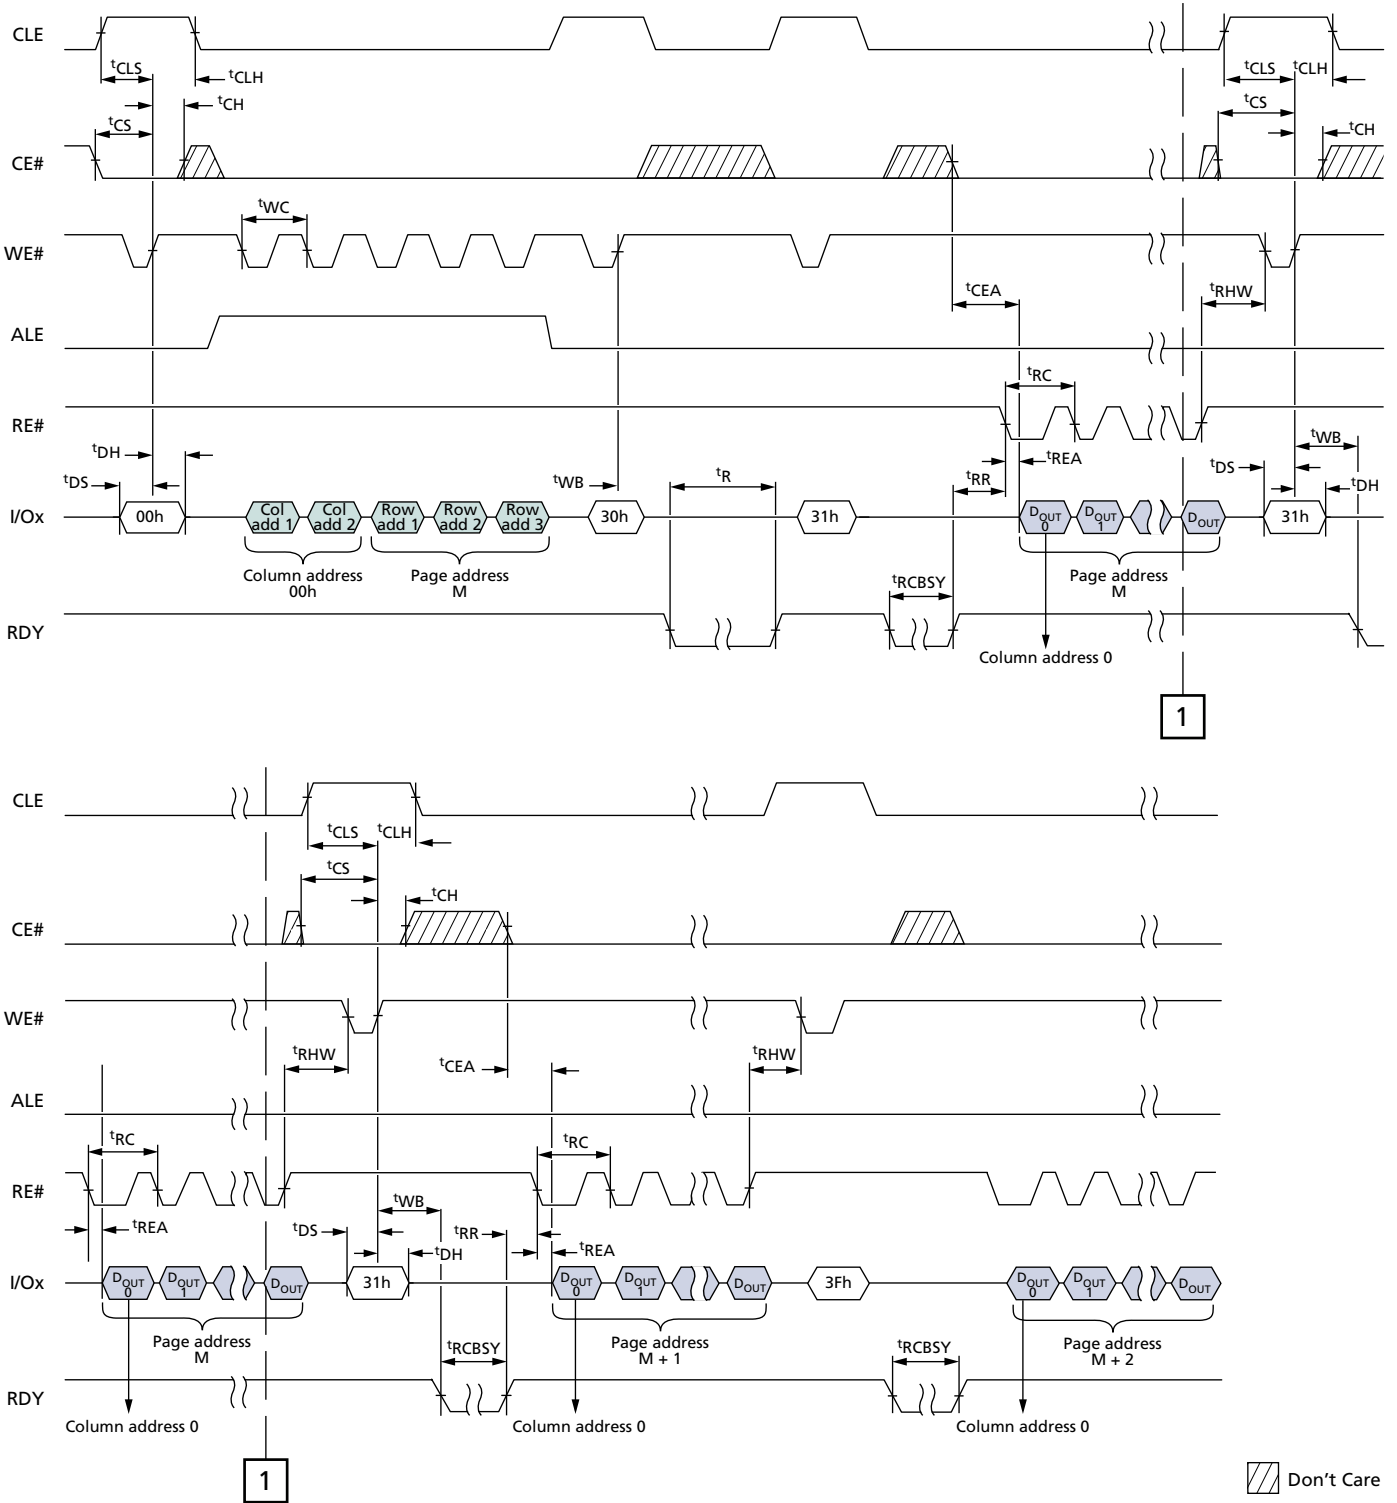 CLE
tCLS
tCLH
tCLS
tCLH
tCH
tCS
tCS
tCH
CE#
tWC
WE#
tCEA
tRHW
ALE
tRC
RE#
tDH
tWB
tREA
tDS
tWB
tR
tRR
tDS
tDH
I/Ox
00h
Col add 1
Col add 2
Row add 1
Row add 2
Row add 3
30h
31h
DOUT 0
DOUT 1
DOUT
31h
Column address 00h
Page address M
tRCBSY
Page address M
RDY
Column address 0
1
CLE
tCLS
tCLH
tCS
tCH
CE#
WE#
tRHW
tCEA
tRHW
ALE
tRC
tRC
RE#
tREA
tDS
tWB
tRR
tDH
tREA
I/Ox
DOUT 0
DOUT 1
DOUT
31h
DOUT 0
DOUT 1
DOUT
3Fh
DOUT 0
DOUT 1
DOUT
Page address M
tRCBSY
Page address M + 1
tRCBSY
Page address M + 2
RDY
Column address 0
Column address 0
Column address 0
1
Don't Care